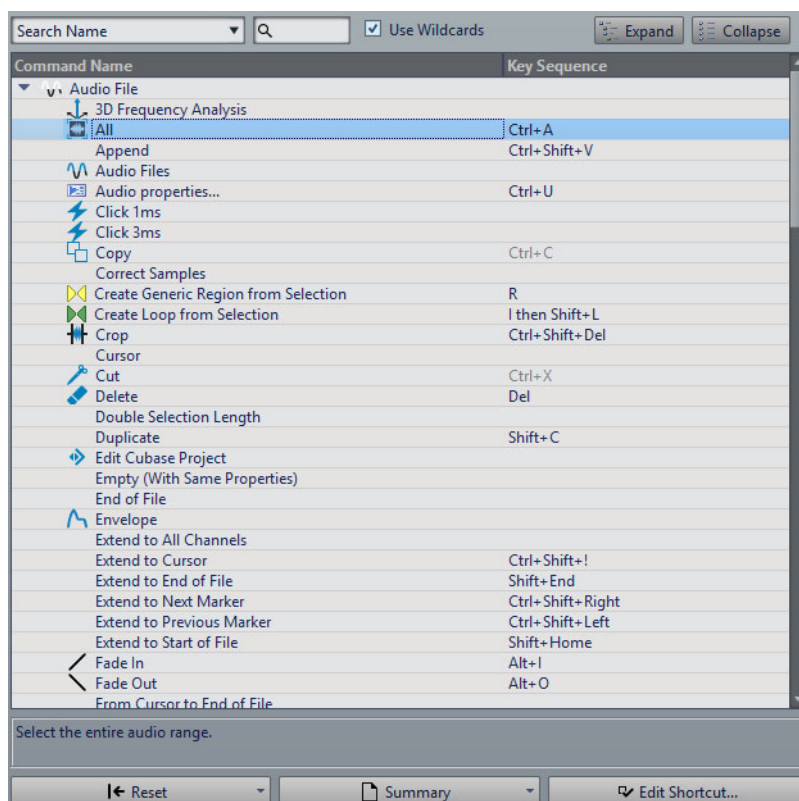 Search Name Use Wildcards Expand Collapse
Command Name Key Sequence
Audio File
3D Frequency Analysis
All Ctrl+A
Append Ctrl+Shift+V
Audio Files
Audio properties... Ctrl+U
Click 1ms
Click 3ms
Copy Ctrl+C
Correct Samples
Create Generic Region from Selection R
Create Loop from Selection I then Shift+L
Crop Ctrl+Shift+Del
Cursor
Cut Ctrl+X
Delete Del
Double Selection Length
Duplicate Shift+C
Edit Cubase Project
Empty (With Same Properties)
End of File
Envelope
Extend to All Channels
Extend to Cursor Ctrl+Shift+!
Extend to End of File Shift+End
Extend to Next Marker Ctrl+Shift+Right
Extend to Previous Marker Ctrl+Shift+Left
Extend to Start of File Shift+Home
Fade In Alt+I
Fade Out Alt+O
From Cursor to End of File
Select the entire audio range.
Reset Summary Edit Shortcut...